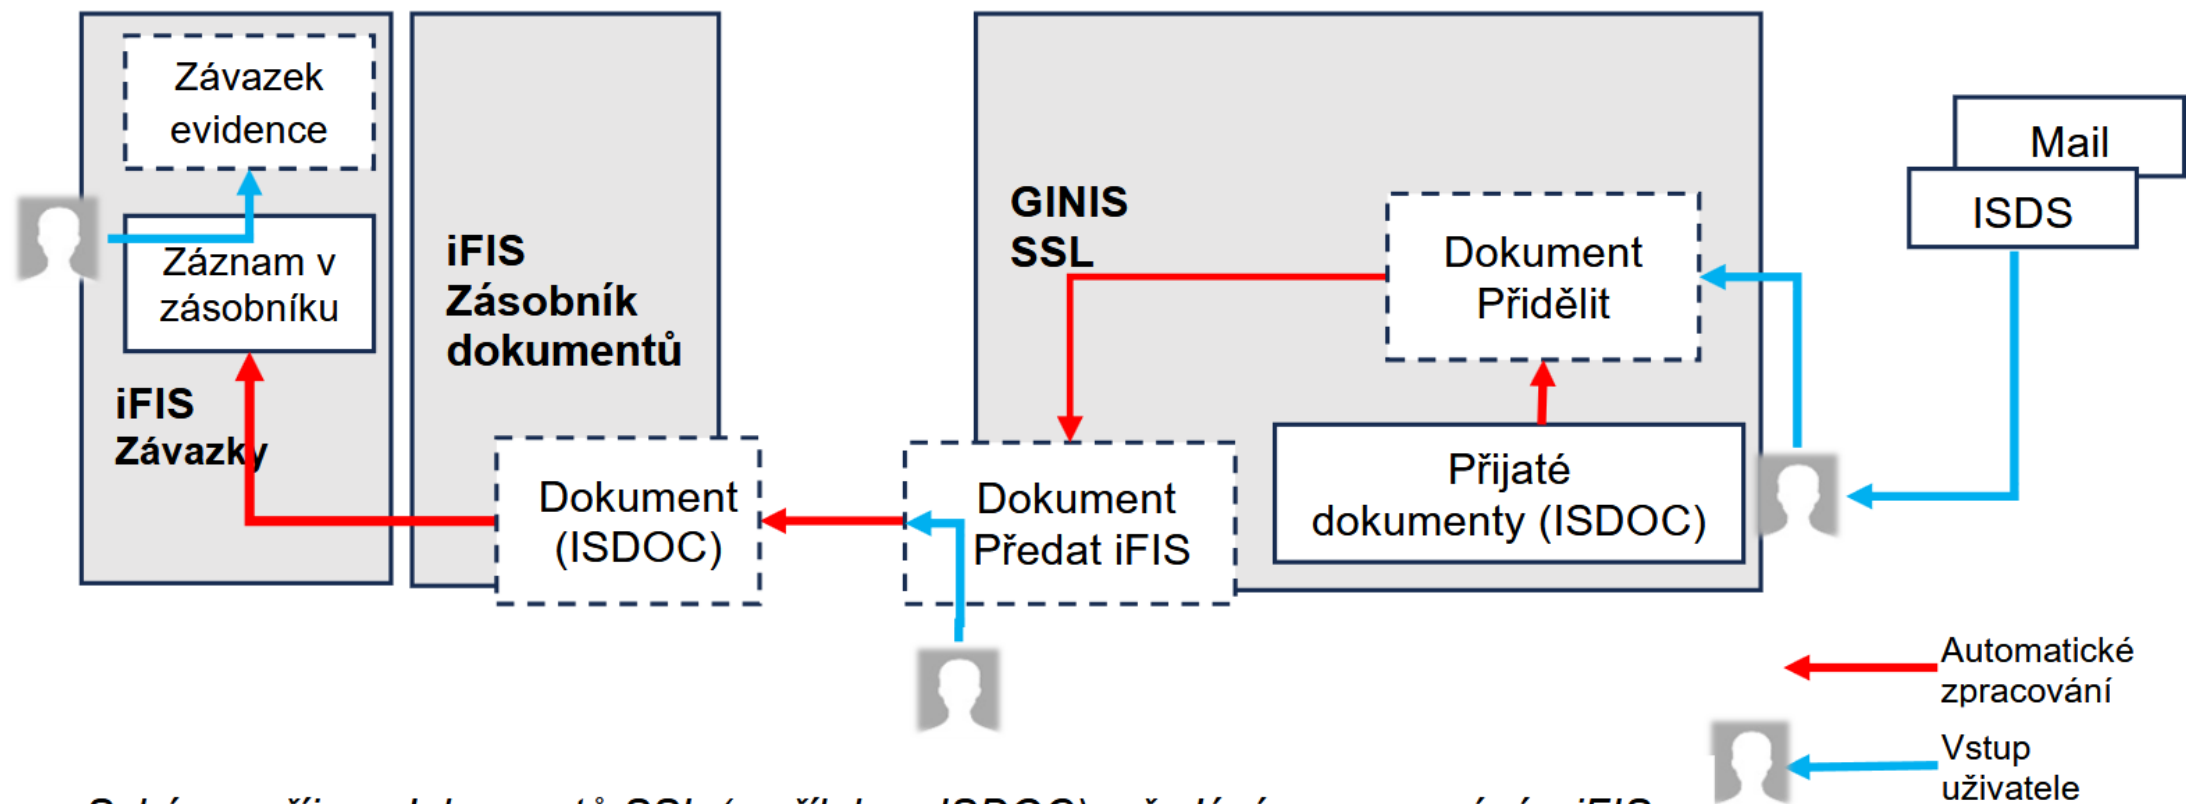 Závazek
evidence
Záznam v
zásobníku
iFIS
Závazky
iFIS
Zásobník
dokumentů
Dokument
(ISDOC)
GINIS
SSL
Dokument
Předat iFIS
Dokument
Přidělit
Přijaté
dokumenty (ISDOC)
Mail
ISDS
Automatické
zpracování
Vstup
uživatele